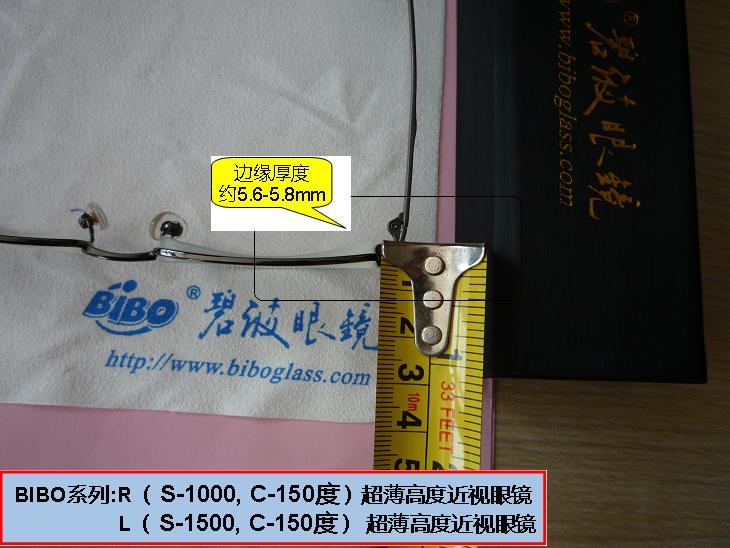 ® 碧波眼镜
www.biboglass.com
边缘厚度
约5.6-5.8mm
BIBO ® 碧波眼镜
http://www.biboglass.com
1
2
3
4
5
10m
1
33 FEET
2
BIBO系列:R ( S-1000, C-150度 ) 超薄高度近视眼镜
L ( S-1500, C-150度 ) 超薄高度近视眼镜